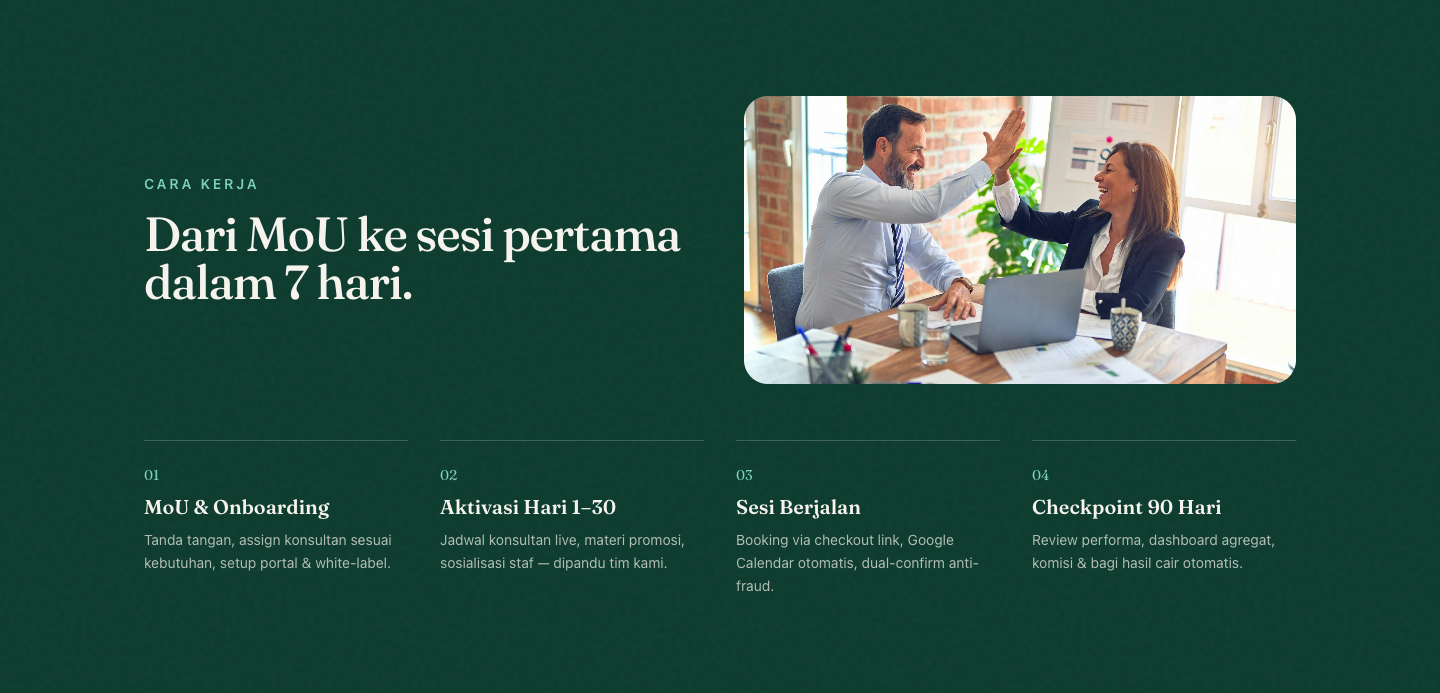 CARA KERJA
Dari MoU ke sesi pertama
dalam 7 hari.
01
MoU & Onboarding
Tanda tangan, assign konsultan sesuai
kebutuhan, setup portal & white-label.
02
Aktivasi Hari 1–30
Jadwal konsultan live, materi promosi,
sosialisasi staf — dipandu tim kami.
03
Sesi Berjalan
Booking via checkout link, Google
Calendar otomatis, dual-confirm anti-
fraud.
04
Checkpoint 90 Hari
Review performa, dashboard agregat,
komisi & bagi hasil cair otomatis.